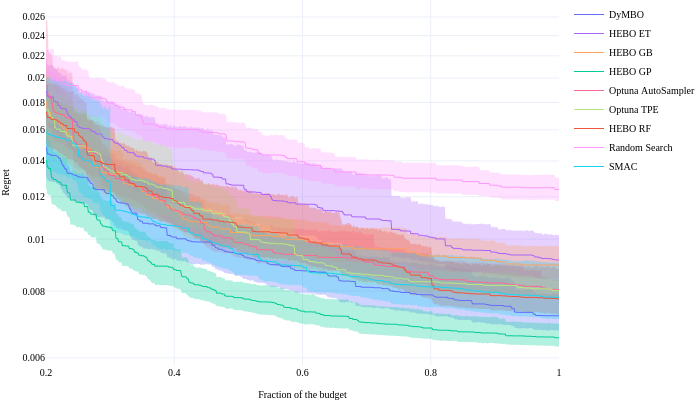 0.026
0.024
0.022
0.02
0.018
0.016
0.014
0.012
0.01
0.008
0.006
Regret
0.2
0.4
0.6
0.8
1
Fraction of the budget
DyMBO
HEBO ET
HEBO GB
HEBO GP
Optuna AutoSampler
Optuna TPE
HEBO RF
Random Search
SMAC